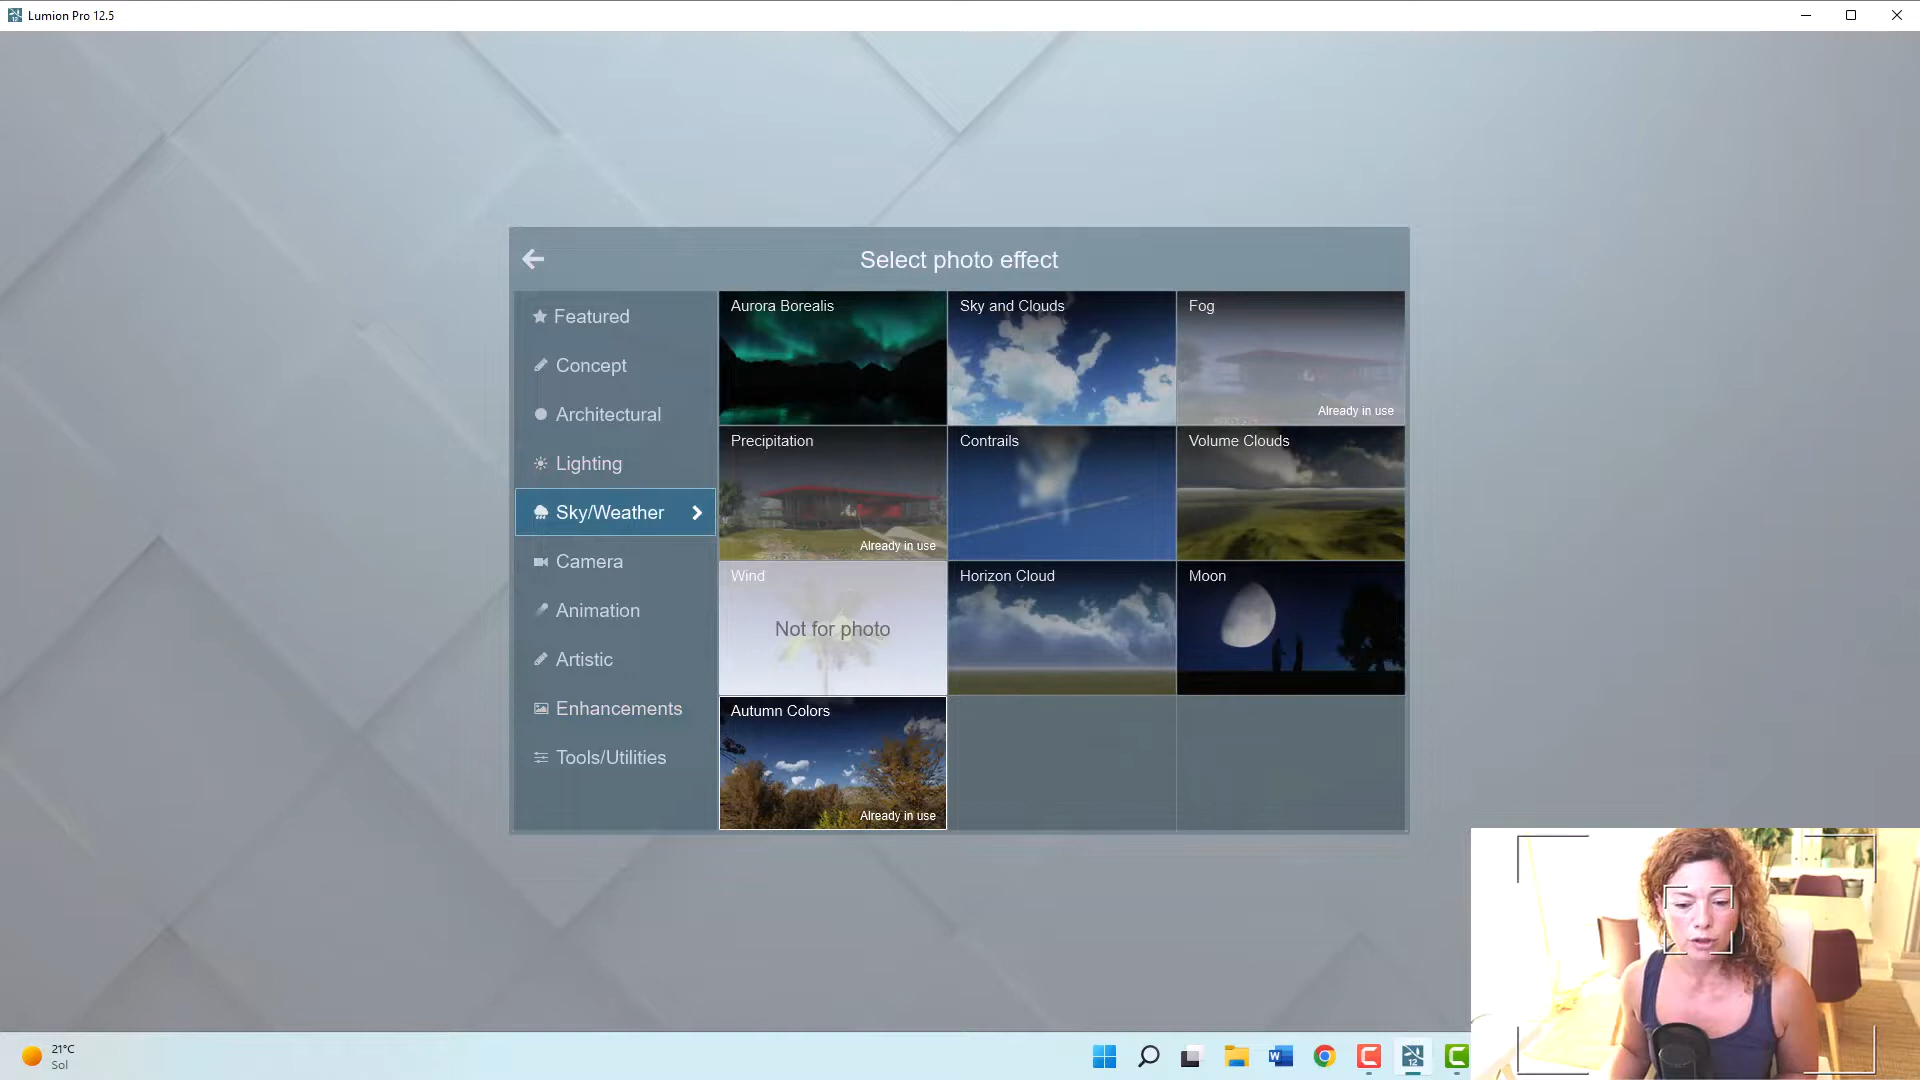 Lumion Pro 12.5
Select photo effect
Featured
Concept
Architectural
Lighting
Sky/Weather
Camera
Animation
Artistic
Enhancements
Tools/Utilities
Aurora Borealis
Sky and Clouds
Fog
Already in use
Precipitation
Already in use
Contrails
Volume Clouds
Wind
Not for photo
Horizon Cloud
Moon
Autumn Colors
Already in use
21°C
Sol
12